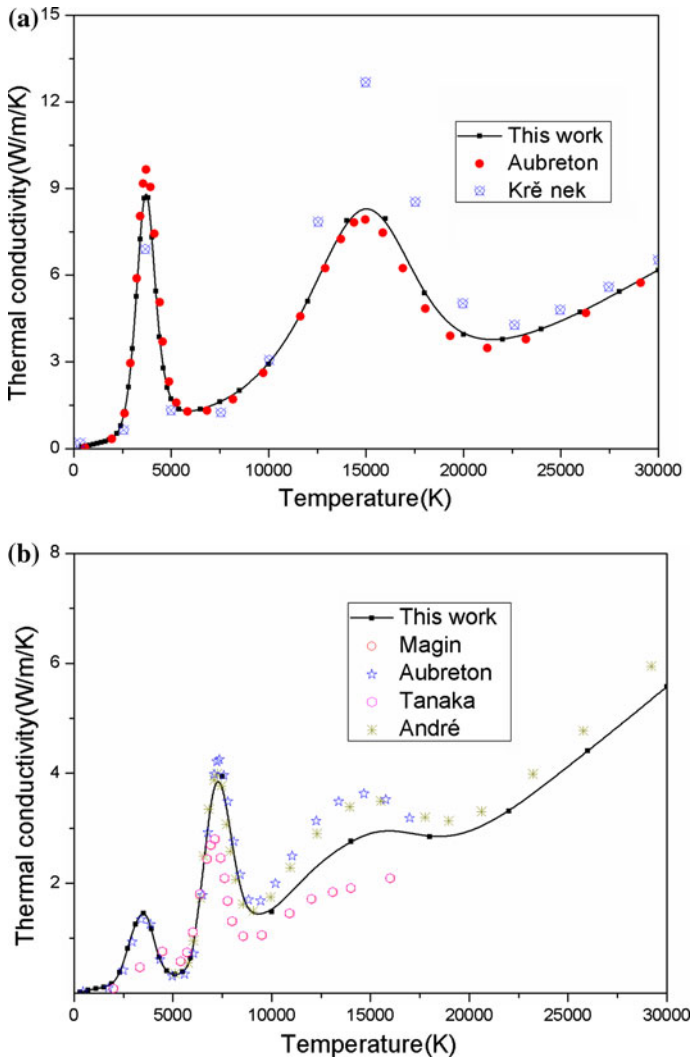 (a)
15
12
9
6
3
0
Thermal conductivity(W/m/K)
This work
Aubreton
Krě nek
0 5000 10000 15000 20000 25000 30000
Temperature(K)
(b)
8
6
4
2
Thermal conductivity(W/m/K)
This work
Magin
Aubreton
Tanaka
André
0 5000 10000 15000 20000 25000 30000
Temperature(K)